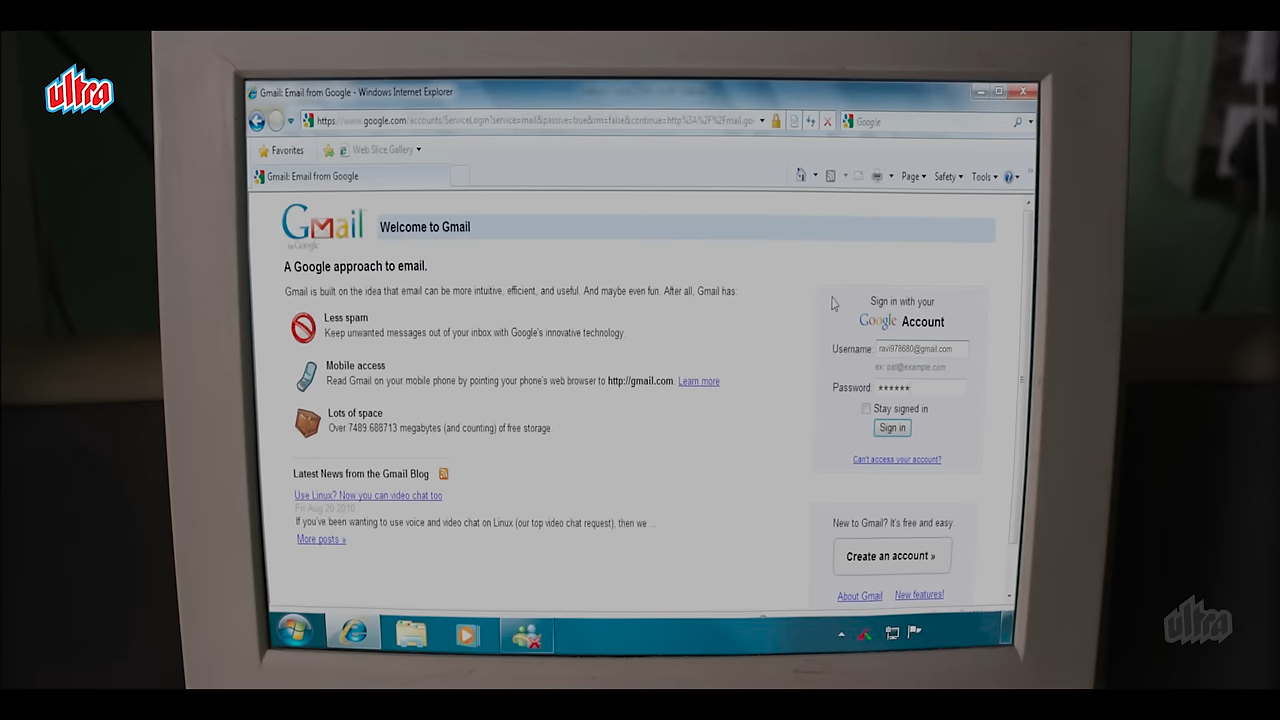 ultra
Gmail: Email from Google - Windows Internet Explorer
https://www.google.com/accounts/ServiceLogin?service=mail&passive=true&rm=false&continue=http%3A%2F%2Fmail.go
Google
Favorites
Web Slice Gallery
Gmail: Email from Google
Page
Safety
Tools
Gmail
by Google
Welcome to Gmail
A Google approach to email.
Gmail is built on the idea that email can be more intuitive, efficient, and useful. And maybe even fun. After all, Gmail has:
Less spam
Keep unwanted messages out of your inbox with Google's innovative technology.
Mobile access
Read Gmail on your mobile phone by pointing your phone's web browser to http://gmail.com. Learn more
Lots of space
Over 7489.688713 megabytes (and counting) of free storage.
Latest News from the Gmail Blog
Use Linux? Now you can video chat too
Fri Aug 20 2010
If you've been wanting to use voice and video chat on Linux (our top video chat request), then we ...
More posts »
Sign in with your
Google Account
Username: ravi978680@gmail.com
ex: pat@example.com
Password: ******
Stay signed in
Sign in
Can't access your account?
New to Gmail? It's free and easy.
Create an account »
About Gmail
New features!
ultra